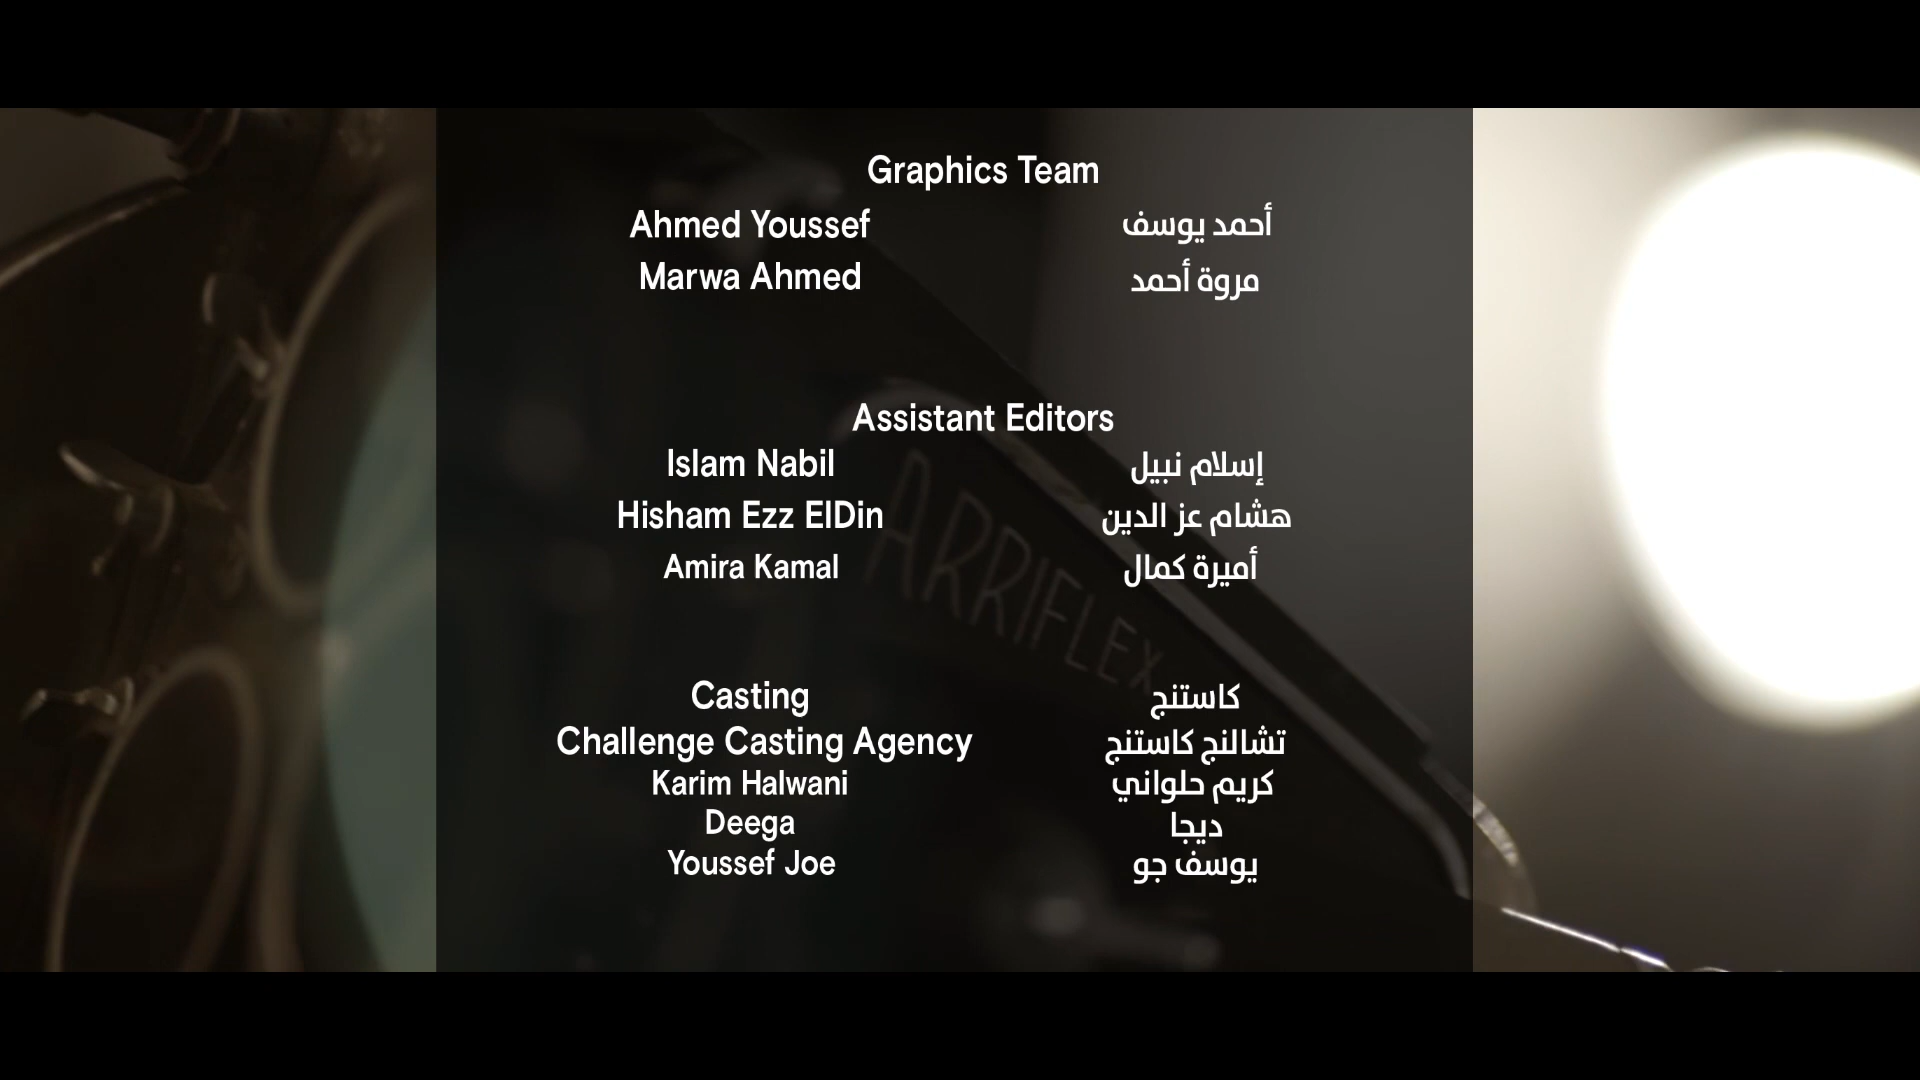 Graphics Team
Ahmed Youssef أحمد يوسف
Marwa Ahmed مروة أحمد
Assistant Editors
Islam Nabil إسلام نبيل
Hisham Ezz ElDin هشام عز الدين
Amira Kamal أميرة كمال
ARRIFLEX
Casting كاستنج
Challenge Casting Agency تشالنج كاستنج
Karim Halwani كريم حلواني
Deega ديجا
Youssef Joe يوسف جو